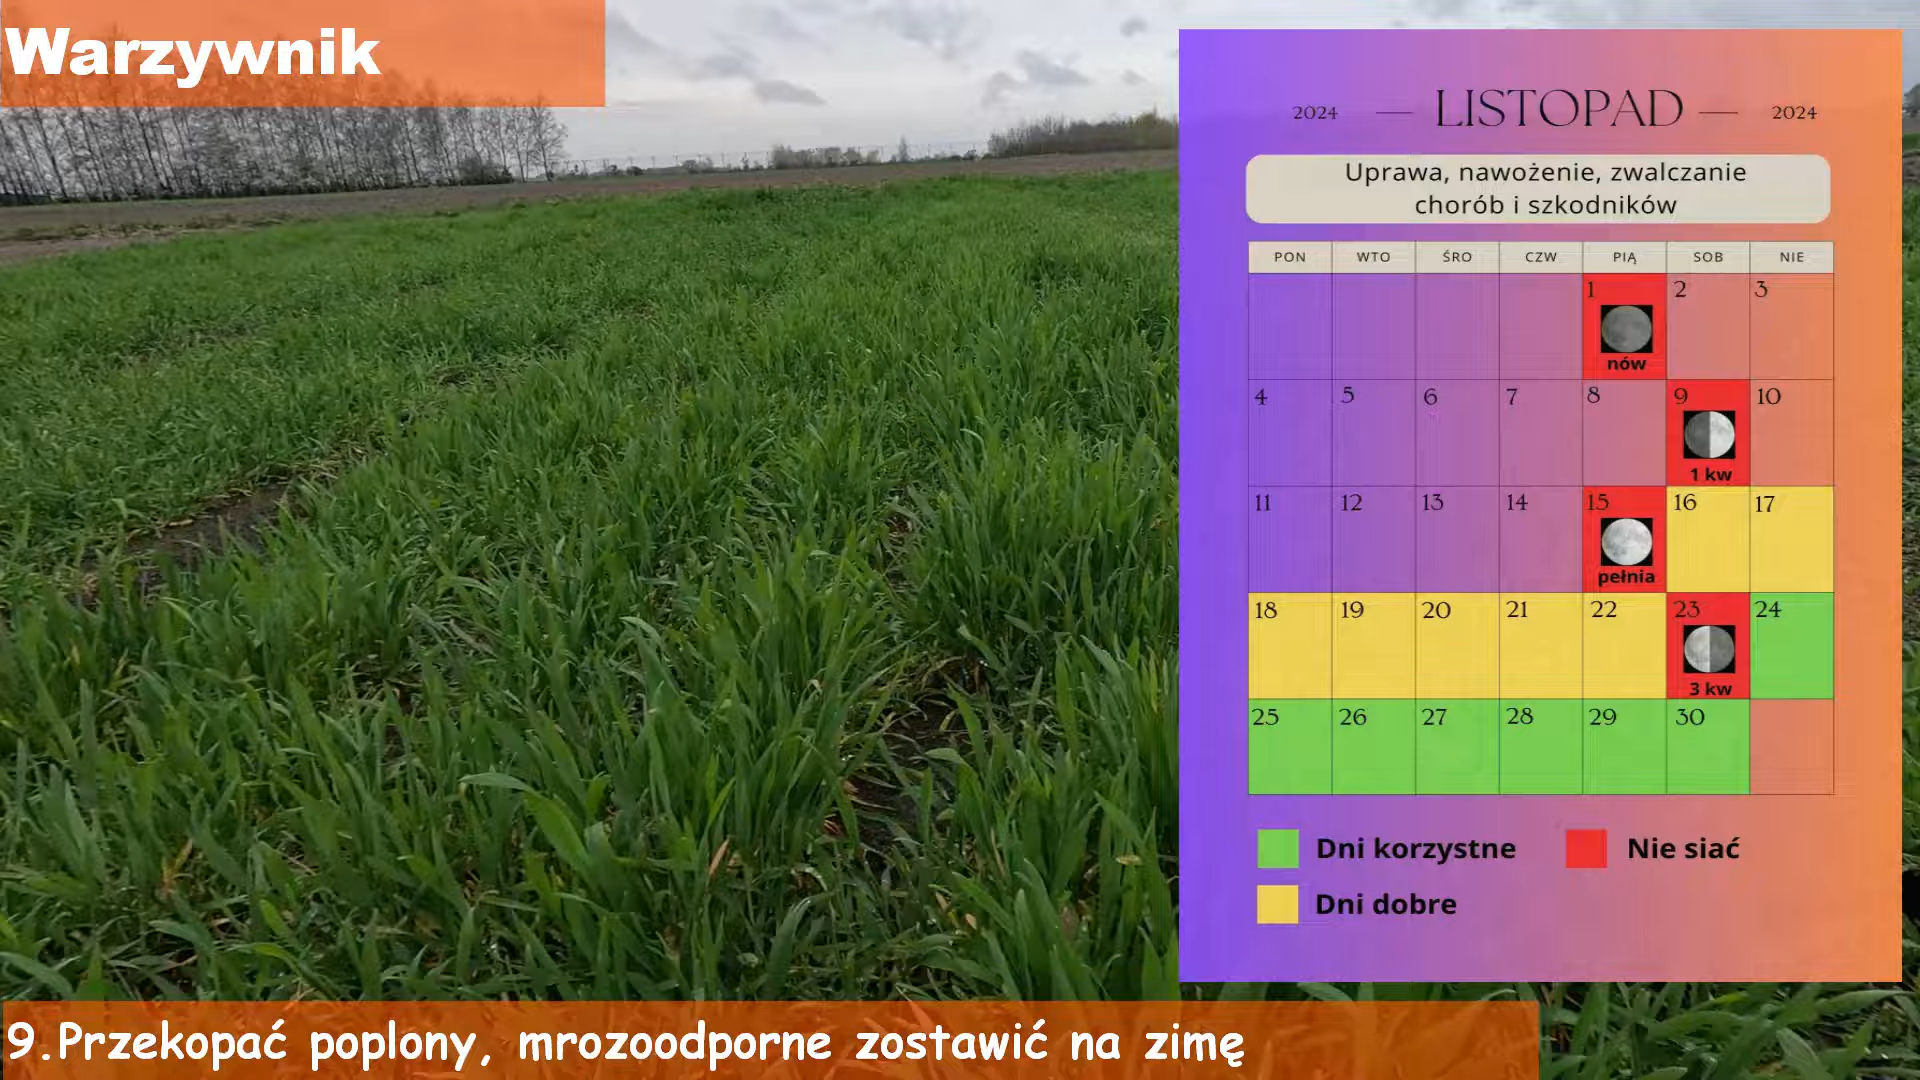 Warzywnik
2024 — LISTOPAD — 2024
Uprawa, nawożenie, zwalczanie
chorób i szkodników
PON WTO ŚRO CZW PIĄ SOB NIE
1 2 3
nów
4 5 6 7 8 9 10
1 kw
11 12 13 14 15 16 17
pełnia
18 19 20 21 22 23 24
3 kw
25 26 27 28 29 30
Dni korzystne Nie siać
Dni dobre
9.Przekopać poplony, mrozoodporne zostawić na zimę